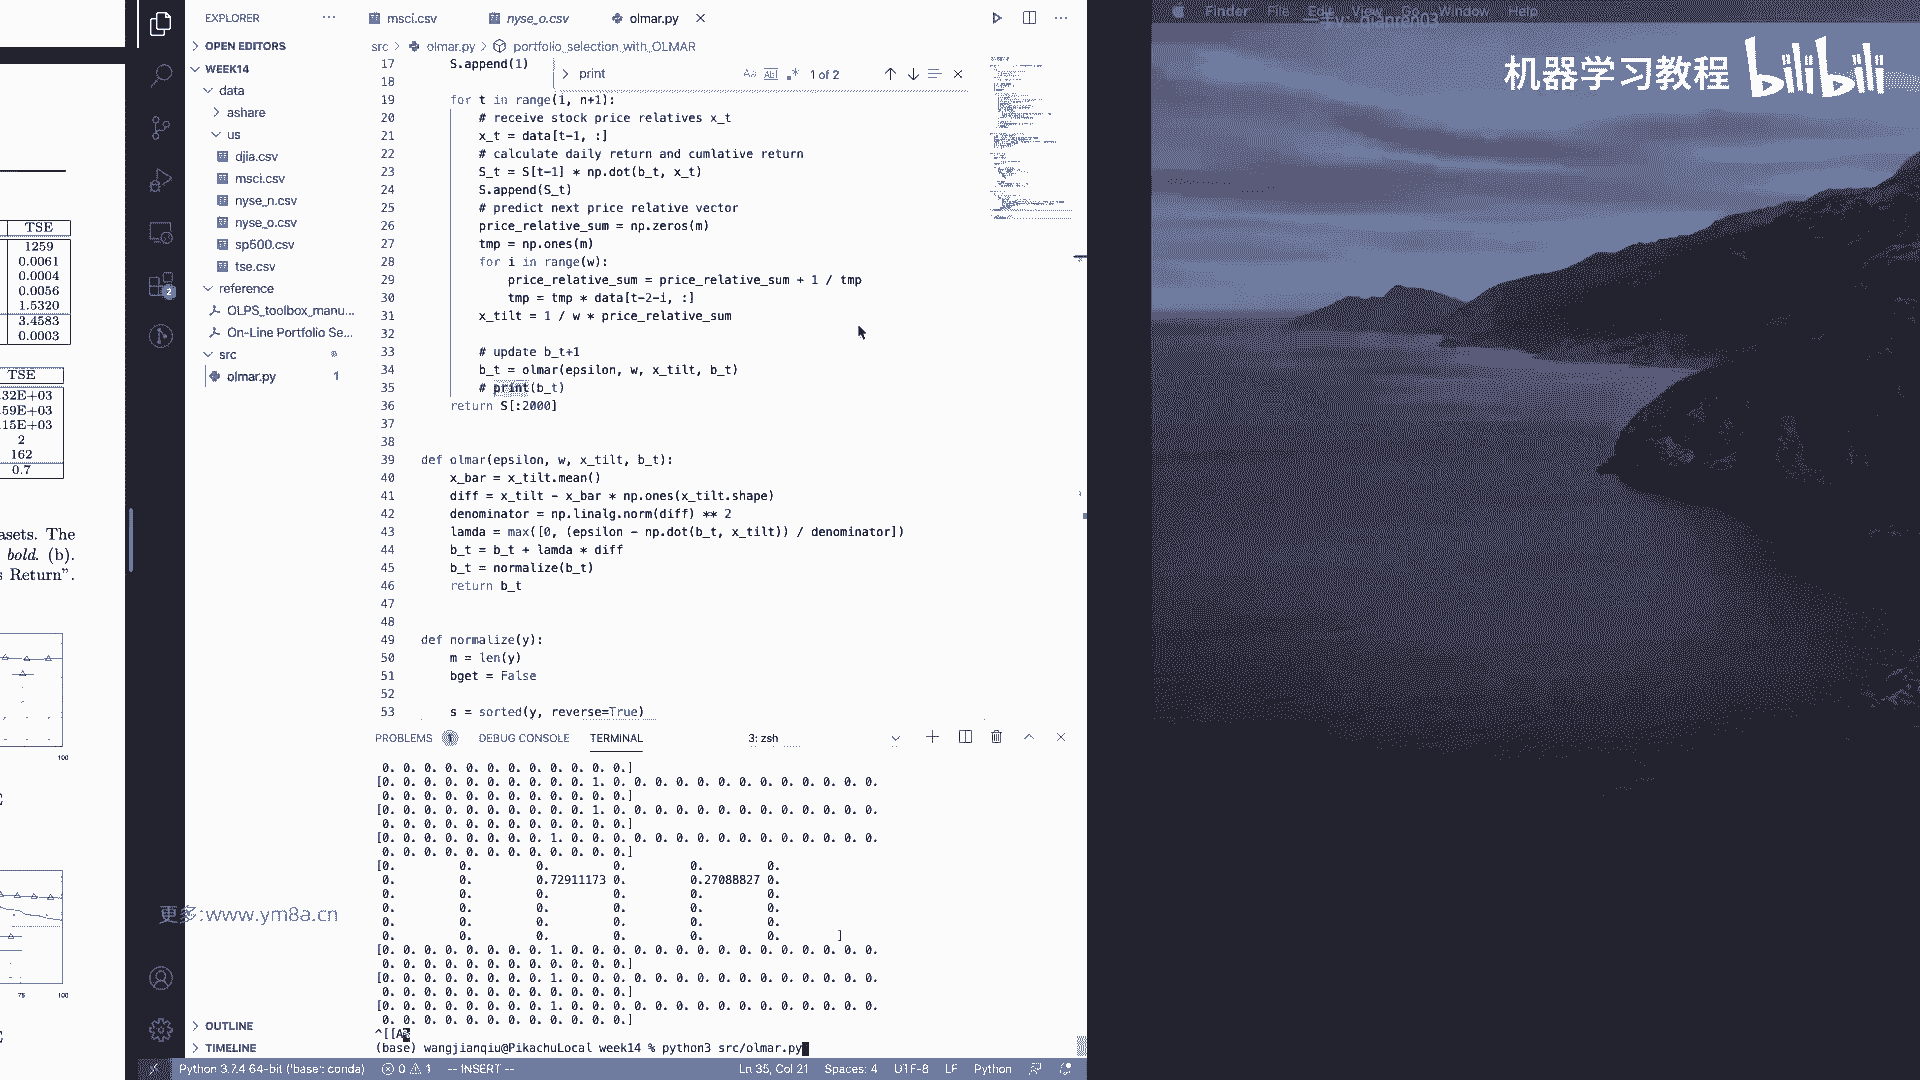 TSE
1259
0.0061
0.0004
0.0056
1.5320
3.4583
0.0003
TSE
.32E+03
.59E+03
.15E+03
2
162
0.7
asets. The
bold. (b).
s Return".
100
75
100
EXPLORER
OPEN EDITORS
WEEK14
data
ashare
us
djia.csv
msci.csv
nyse_n.csv
nyse_o.csv
sp500.csv
tse.csv
reference
OLPS_toolbox_manu...
On-Line Portfolio Se...
src
olmar.py 1
OUTLINE
TIMELINE
2
msci.csv nyse_o.csv olmar.py
src > olmar.py > portfolio_selection_with_OLMAR
print
1 of 2
17 S.append(1)
18
19 for t in range(1, n+1):
20 # receive stock price relatives x_t
21 x_t = data[t-1, :]
22 # calculate daily return and cumlative return
23 S_t = S[t-1] * np.dot(b_t, x_t)
24 S.append(S_t)
25 # predict next price relative vector
26 price_relative_sum = np.zeros(m)
27 tmp = np.ones(m)
28 for i in range(w):
29 price_relative_sum = price_relative_sum + 1 / tmp
30 tmp = tmp * data[t-2-i, :]
31 x_tilt = 1 / w * price_relative_sum
32
33 # update b_t+1
34 b_t = olmar(epsilon, w, x_tilt, b_t)
35 # print(b_t)
36 return S[:2000]
37
38
39 def olmar(epsilon, w, x_tilt, b_t):
40 x_bar = x_tilt.mean()
41 diff = x_tilt - x_bar * np.ones(x_tilt.shape)
42 denominator = np.linalg.norm(diff) ** 2
43 lamda = max([0, (epsilon - np.dot(b_t, x_tilt)) / denominator])
44 b_t = b_t + lamda * diff
45 b_t = normalize(b_t)
46 return b_t
47
48
49 def normalize(y):
50 m = len(y)
51 bget = False
52
53 s = sorted(y, reverse=True)
PROBLEMS 1 DEBUG CONSOLE TERMINAL 3: zsh
0. 0. 0. 0. 0. 0. 0. 0. 0. 0. 0. 0.]
[0. 0. 0. 0. 0. 0. 0. 0. 0. 0. 1. 0. 0. 0. 0. 0. 0. 0. 0. 0. 0. 0. 0. 0.
0. 0. 0. 0. 0. 0. 0. 0. 0. 0. 0. 0.]
[0. 0. 0. 0. 0. 0. 0. 0. 0. 0. 1. 0. 0. 0. 0. 0. 0. 0. 0. 0. 0. 0. 0. 0.
0. 0. 0. 0. 0. 0. 0. 0. 0. 0. 0. 0.]
[0. 0. 0. 0. 0. 0. 0. 0. 1. 0. 0. 0. 0. 0. 0. 0. 0. 0. 0. 0. 0. 0. 0. 0.
0. 0. 0. 0. 0. 0. 0. 0. 0. 0. 0. 0.]
[0. 0. 0. 0. 0. 0.
0. 0. 0.72911173 0. 0.27088827 0.
0. 0. 0. 0. 0. 0.
0. 0. 0. 0. 0. 0.
0. 0. 0. 0. 0. 0.
0. 0. 0. 0. 0. 0. ]
[0. 0. 0. 0. 0. 0. 0. 0. 1. 0. 0. 0. 0. 0. 0. 0. 0. 0. 0. 0. 0. 0. 0. 0.
0. 0. 0. 0. 0. 0. 0. 0. 0. 0. 0. 0.]
[0. 0. 0. 0. 0. 0. 0. 0. 1. 0. 0. 0. 0. 0. 0. 0. 0. 0. 0. 0. 0. 0. 0. 0.
0. 0. 0. 0. 0. 0. 0. 0. 0. 0. 0. 0.]
[0. 0. 0. 0. 0. 0. 0. 0. 1. 0. 0. 0. 0. 0. 0. 0. 0. 0. 0. 0. 0. 0. 0. 0.
0. 0. 0. 0. 0. 0. 0. 0. 0. 0. 0. 0.]
^[[A
(base) wangjianqiu@PikachuLocal week14 % python3 src/olmar.py
Python 3.7.4 64-bit ('base': conda) 0 1 -- INSERT -- Ln 35, Col 21 Spaces: 4 UTF-8 LF Python
更多:www.ym8a.cn
Finder File Edit View Go Window Help
机器学习教程 bilibili